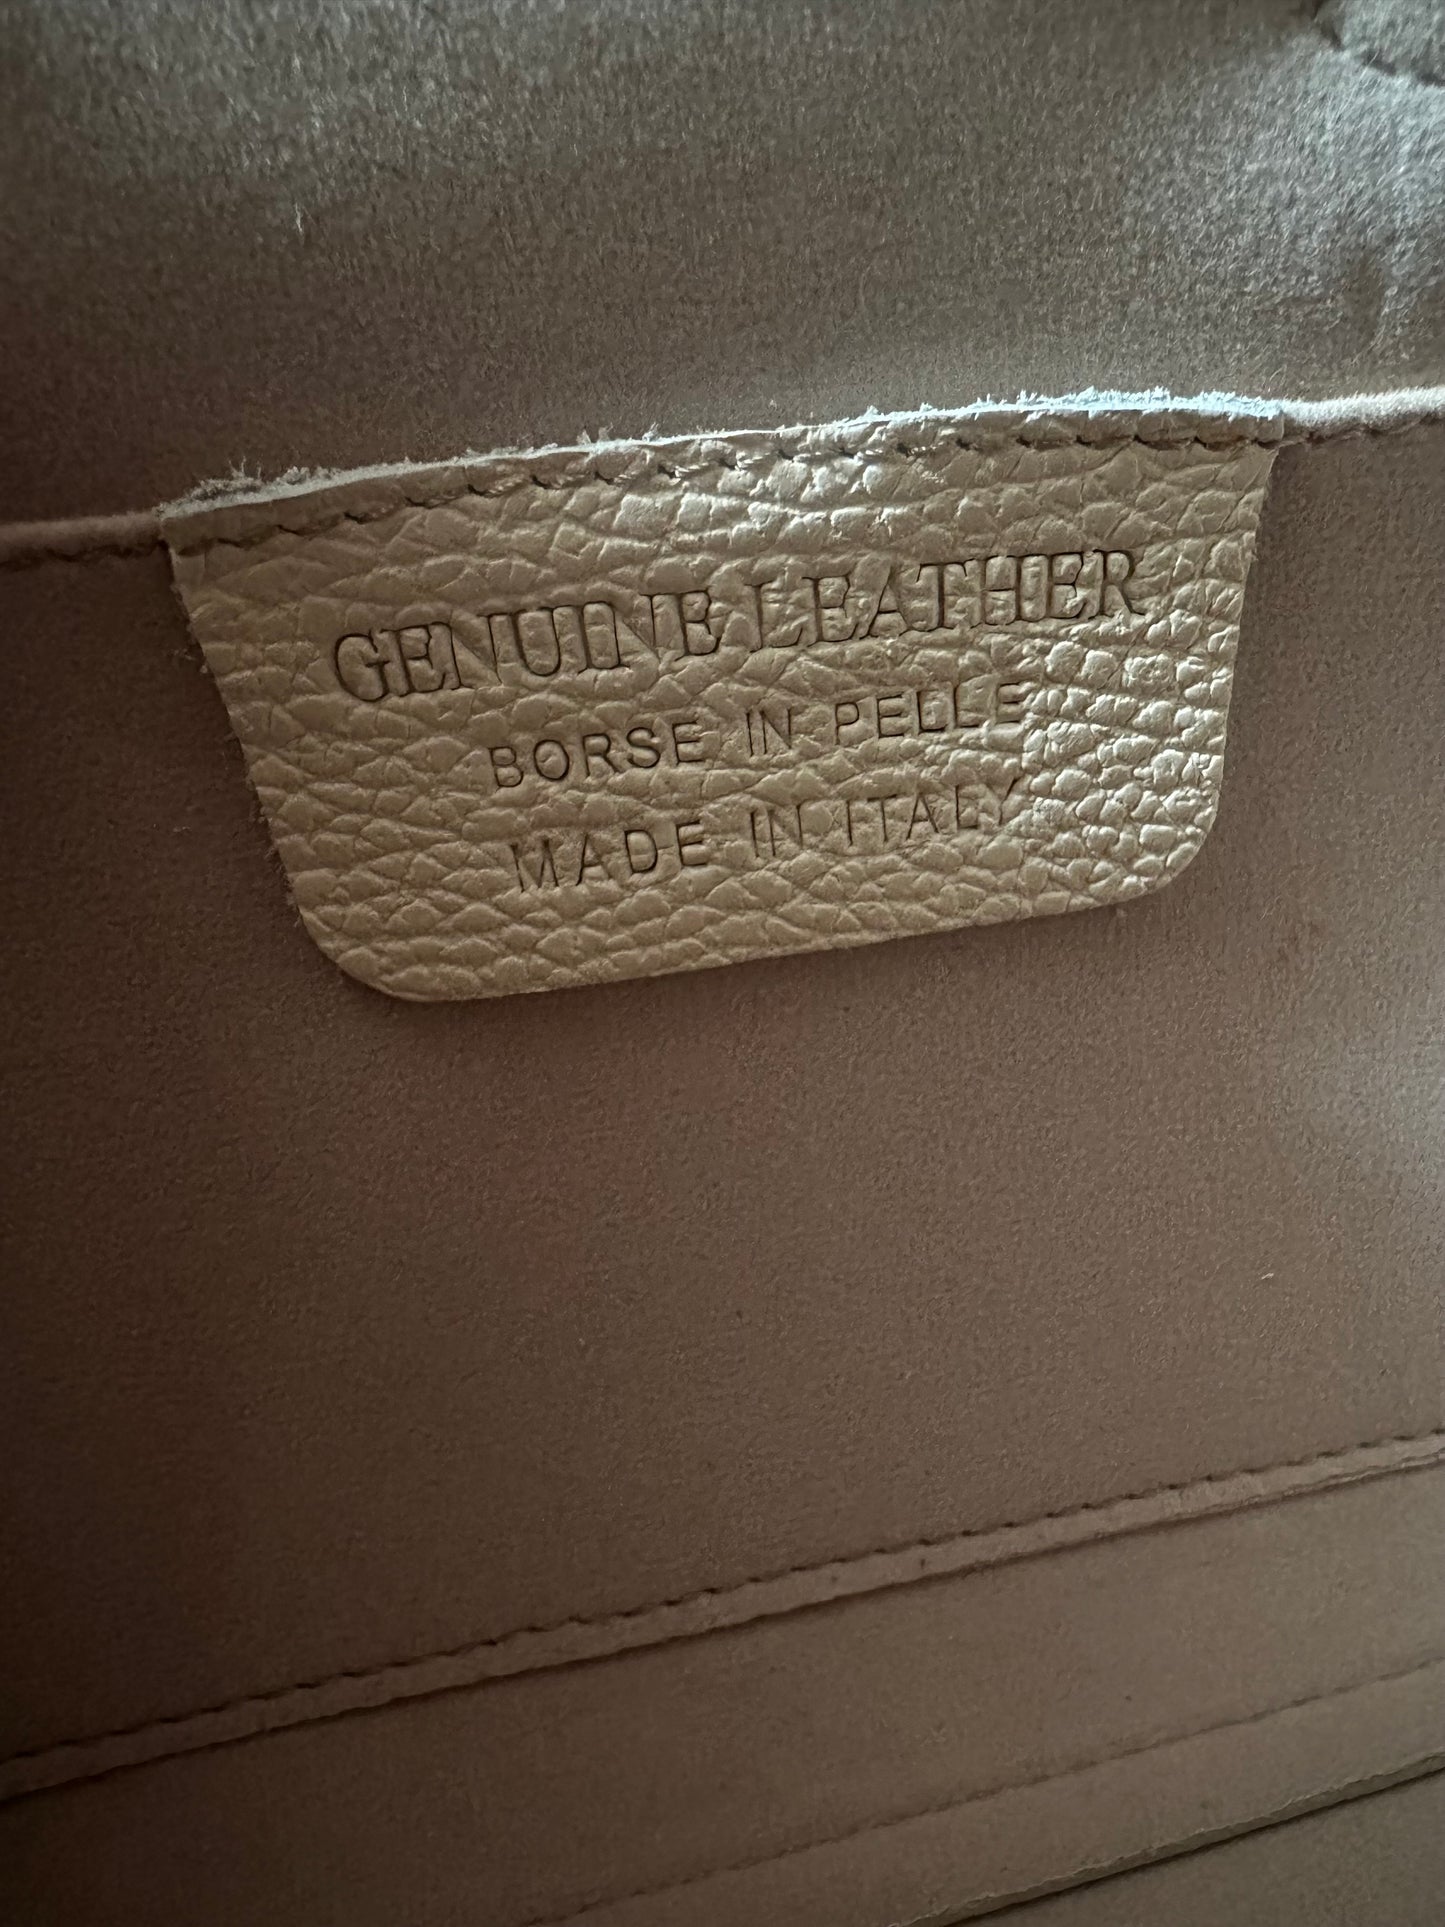 GENUINE LEATHER
BORSE IN PELLE
MADE IN ITALY